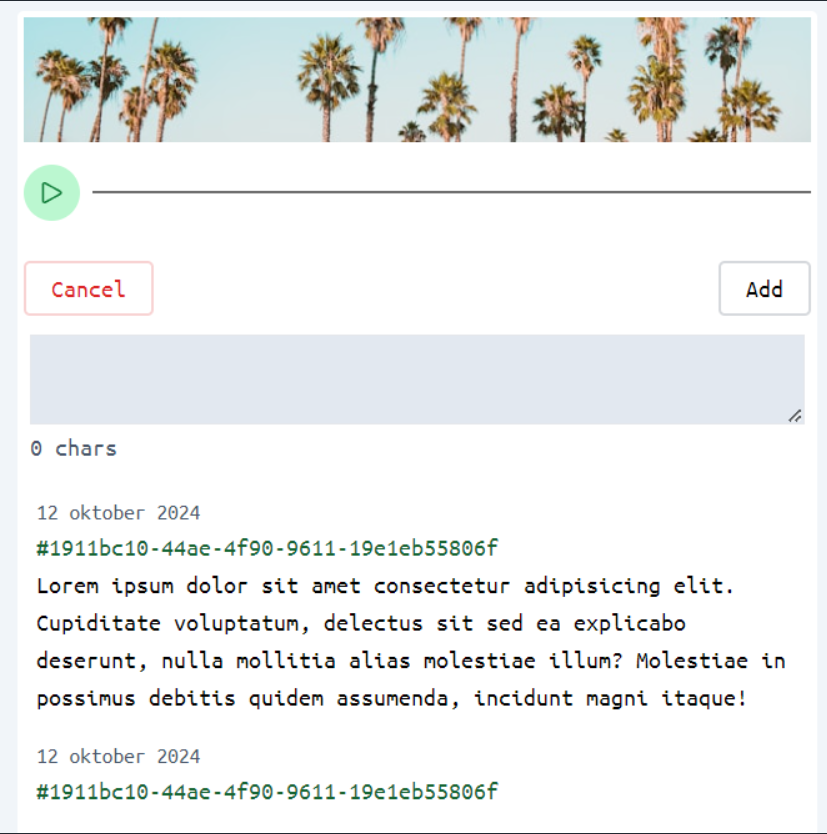 Cancel
Add
0 chars
12 oktober 2024
#1911bc10-44ae-4f90-9611-19e1eb55806f
Lorem ipsum dolor sit amet consectetur adipisicing elit.
Cupiditate voluptatum, delectus sit sed ea explicabo
deserunt, nulla mollitia alias molestiae illum? Molestiae in
possimus debitis quidem assumenda, incidunt magni itaque!
12 oktober 2024
#1911bc10-44ae-4f90-9611-19e1eb55806f